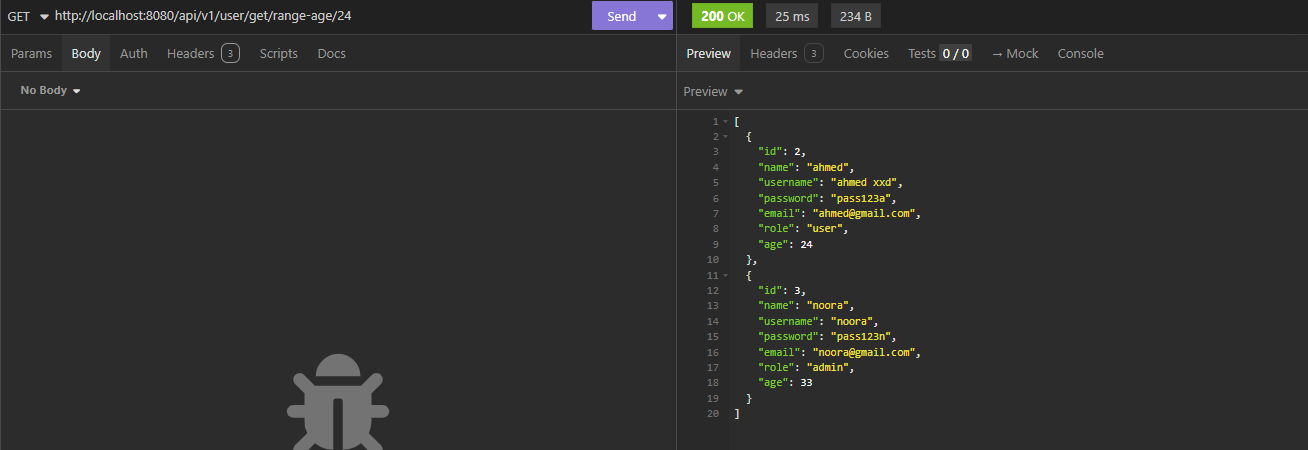 GET http://localhost:8080/api/v1/user/get/range-age/24 Send 200 OK 25 ms 234 B
Params Body Auth Headers 3 Scripts Docs
Preview Headers 3 Cookies Tests 0 / 0 → Mock Console
No Body
Preview
1 [
2 {
3 "id": 2,
4 "name": "ahmed",
5 "username": "ahmed xxd",
6 "password": "pass123a",
7 "email": "ahmed@gmail.com",
8 "role": "user",
9 "age": 24
10 },
11 {
12 "id": 3,
13 "name": "noora",
14 "username": "noora",
15 "password": "pass123n",
16 "email": "noora@gmail.com",
17 "role": "admin",
18 "age": 33
19 }
20 ]